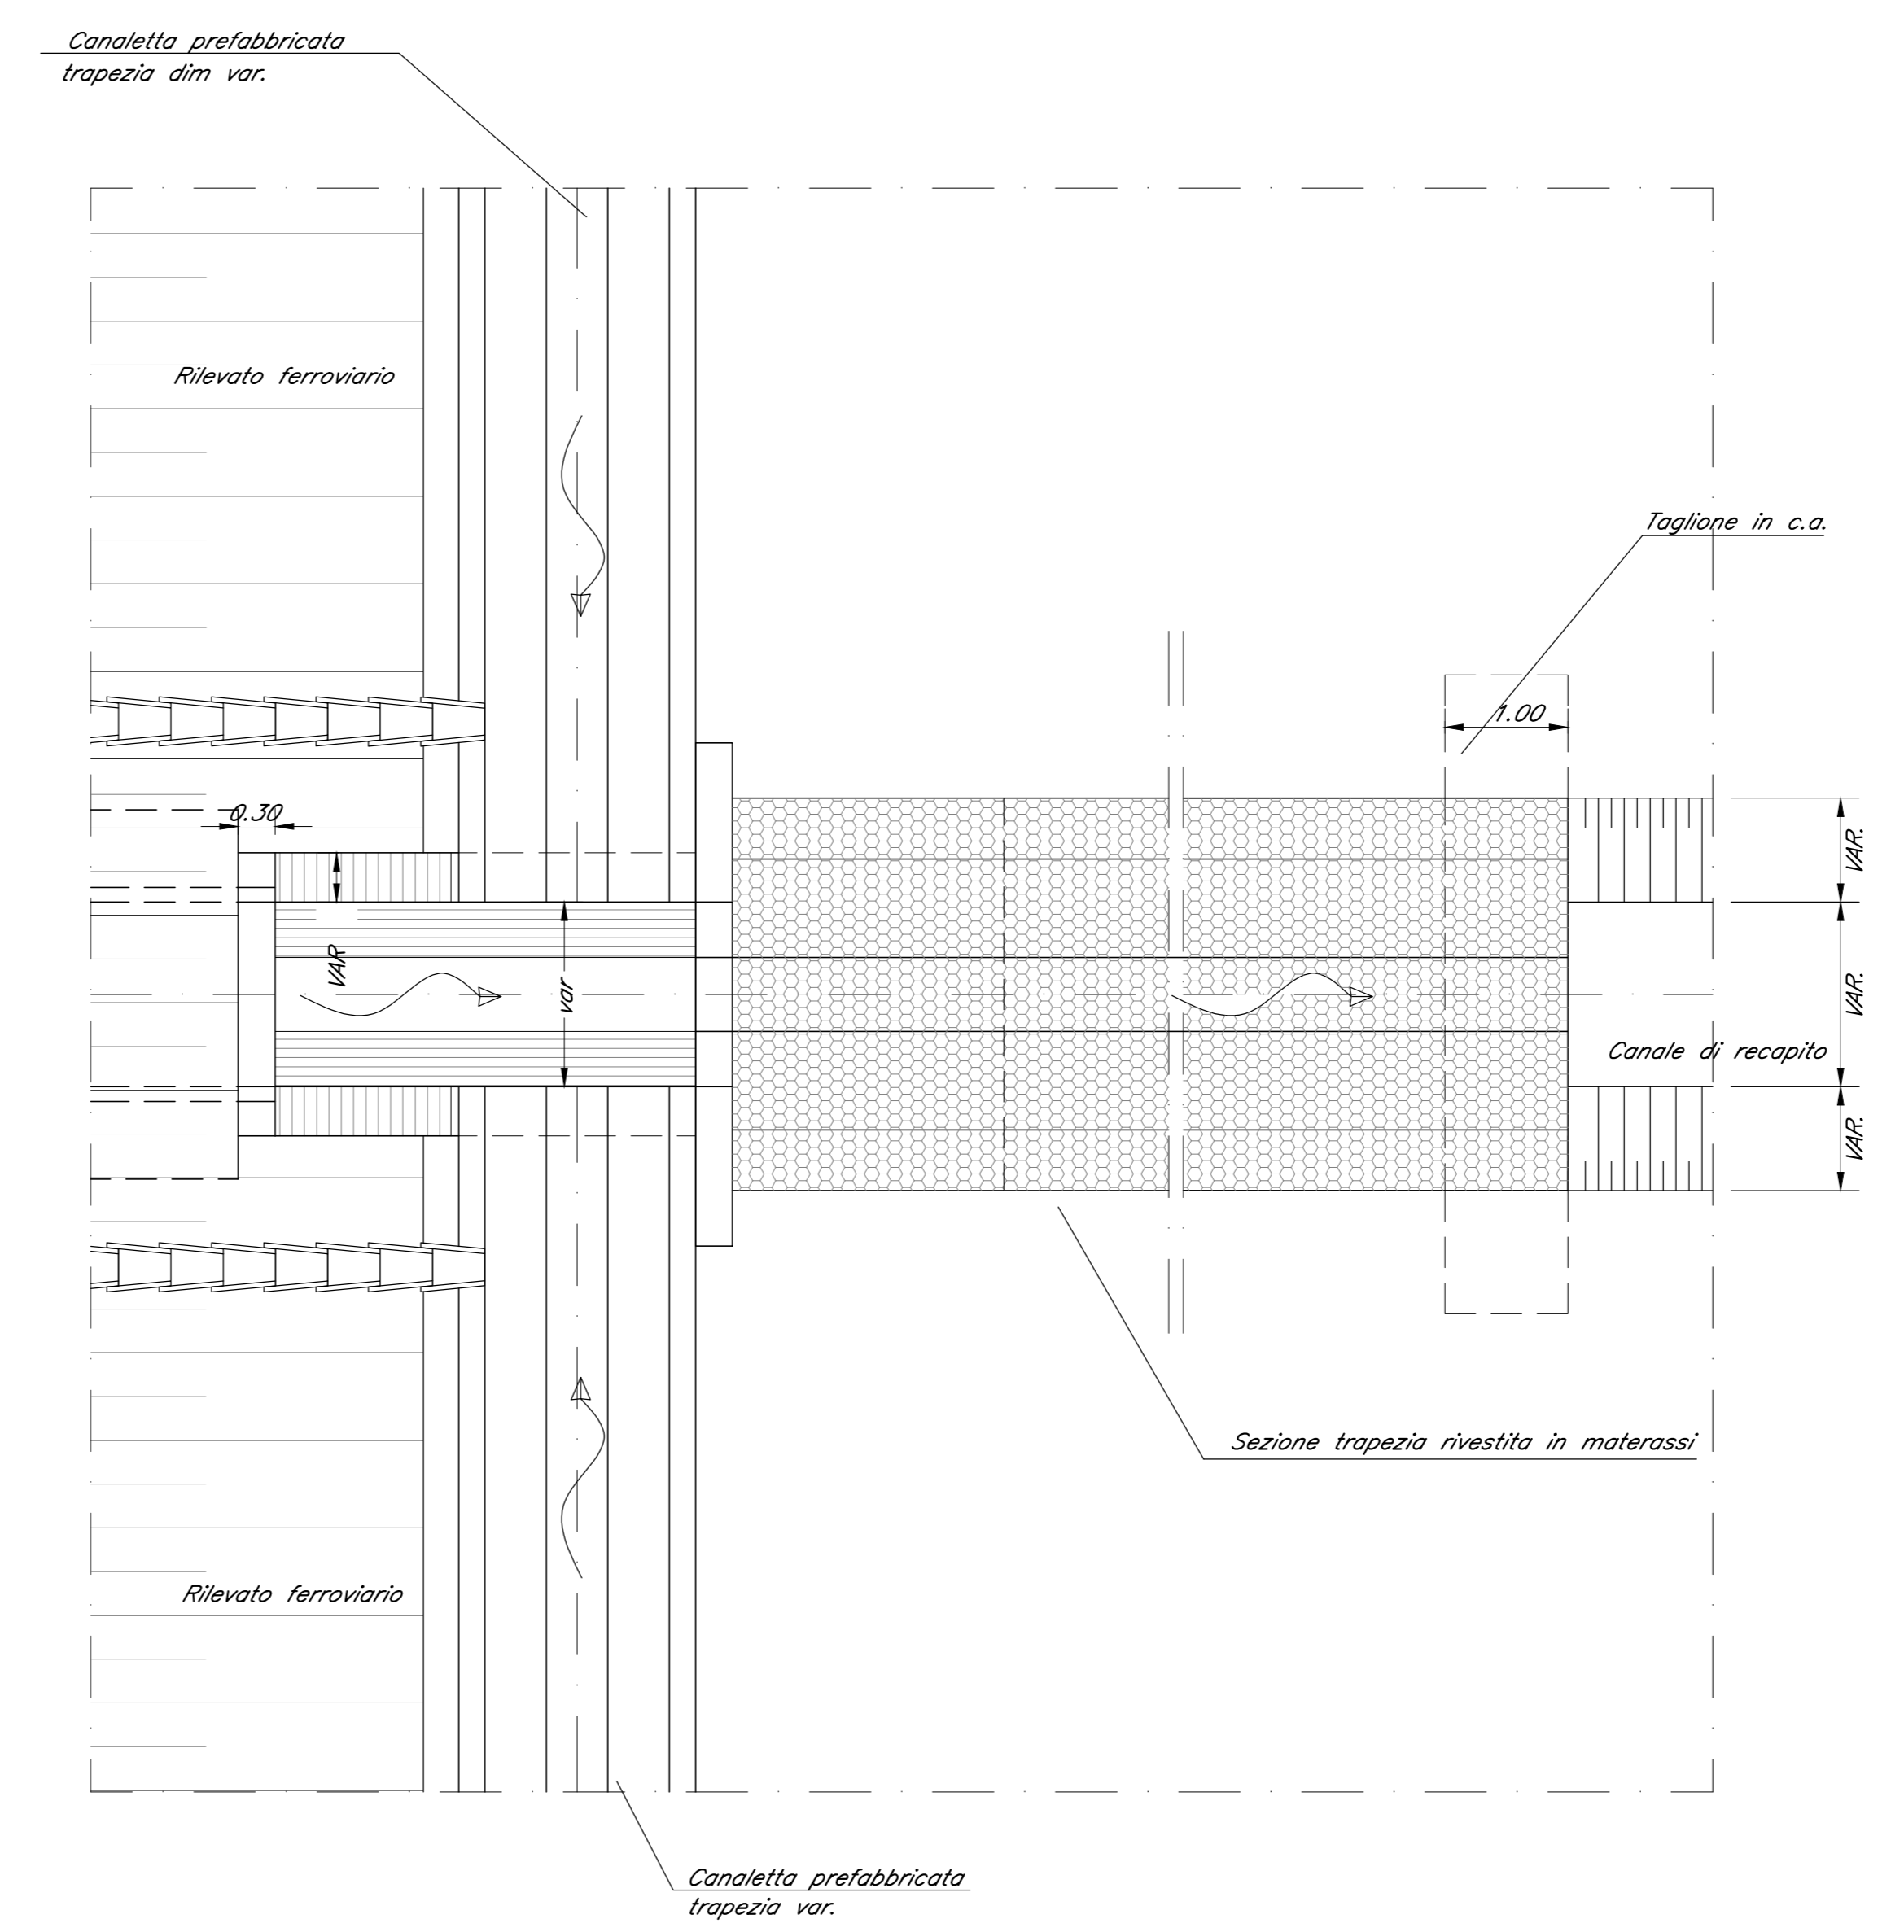 Canaletta prefabbricata
trapezia dim var.
Rilevato ferroviario
Taglione in c.a.
1.00
0.30
VAR.
VAR
var
VAR.
Canale di recapito
VAR.
Sezione trapezia rivestita in materassi
Rilevato ferroviario
Canaletta prefabbricata
trapezia var.